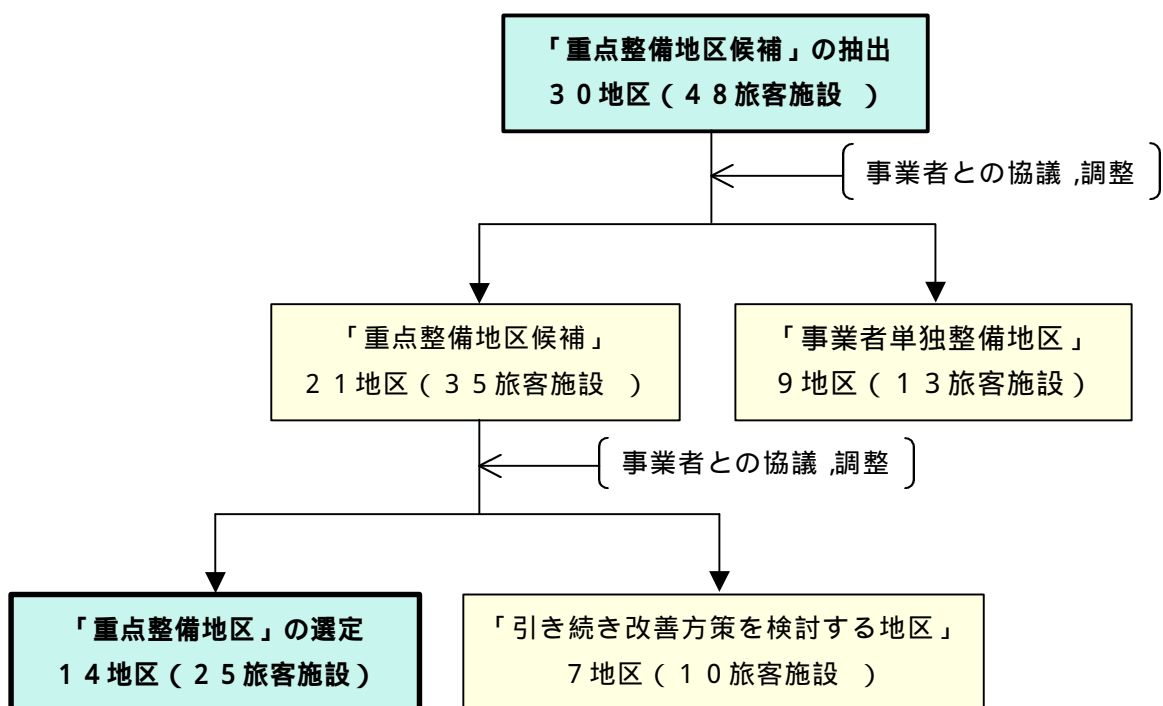 「重点整備地区候補」の抽出
30地区(48旅客施設 )
事業者との協議,調整
「重点整備地区候補」
21地区(35旅客施設 )
「事業者単独整備地区」
9地区(13旅客施設)
事業者との協議,調整
「重点整備地区」の選定
14地区(25旅客施設)
「引き続き改善方策を検討する地区」
7地区(10旅客施設 )